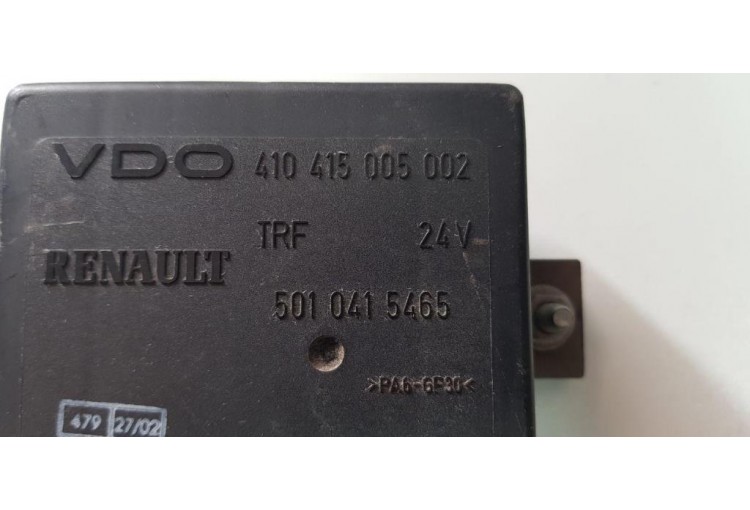 VDO 410 415 005 002
TRF 24V
RENAULT
501 041 5465
>PA6-GF30<
479 27/02